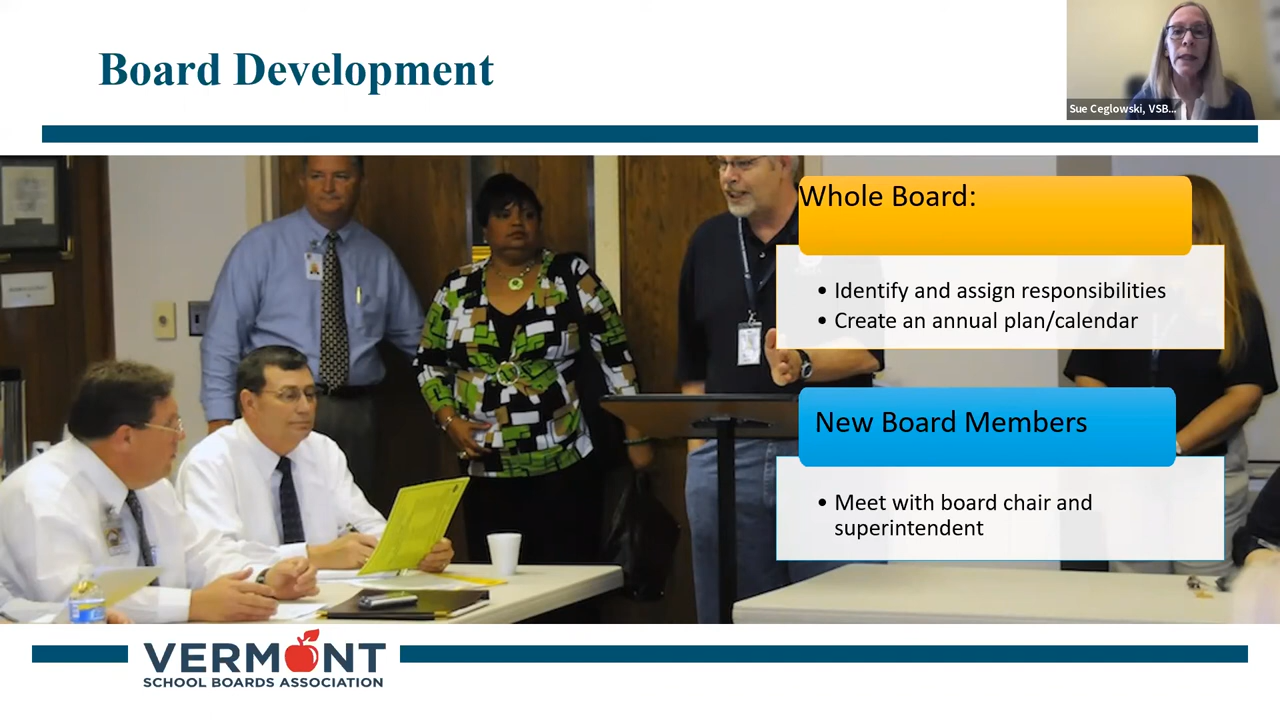 Board Development
Sue Ceglowski, VSB...
Whole Board:
• Identify and assign responsibilities
• Create an annual plan/calendar
New Board Members
• Meet with board chair and
superintendent
VERMONT
SCHOOL BOARDS ASSOCIATION